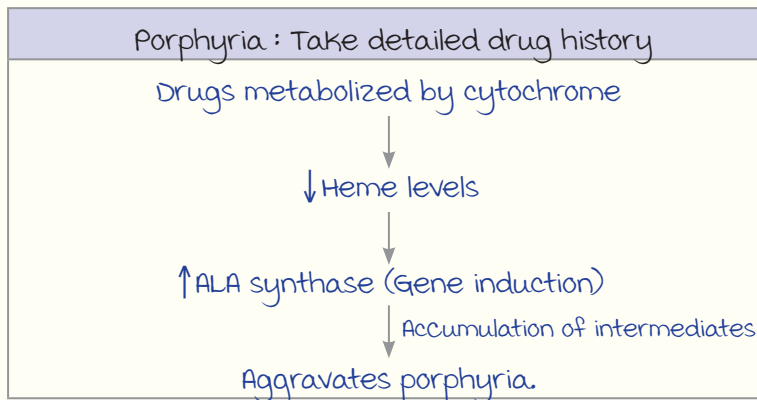 Porphyria : Take detailed drug history
Drugs metabolized by cytochrome
↓ Heme levels
↑ ALA synthase (Gene induction)
Accumulation of intermediates
Aggravates porphyria.